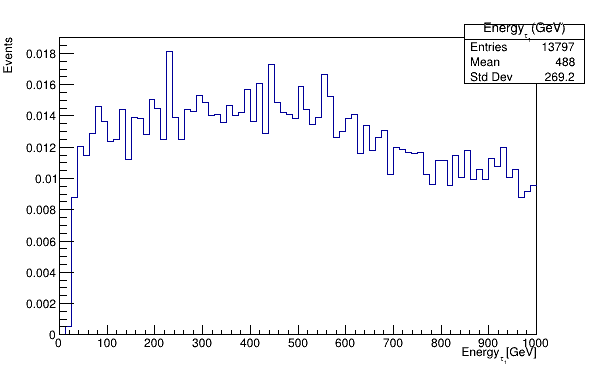 Energy_τ₁ (GeV)
Entries 13797
Mean 488
Std Dev 269.2
Events
0.018
0.016
0.014
0.012
0.01
0.008
0.006
0.004
0.002
0
0 100 200 300 400 500 600 700 800 900 1000
Energy_τ₁ [GeV]